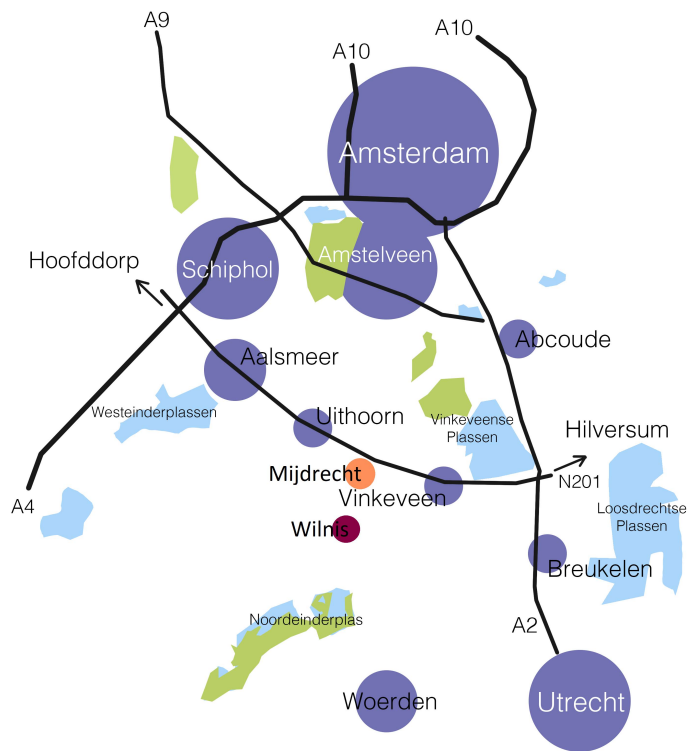 A9
A10
A10
Amsterdam
Amstelveen
Schiphol
Hoofddorp
Abcoude
Aalsmeer
Westeinderplassen
Uithoorn
Vinkeveense
Plassen
Hilversum
Mijdrecht
Vinkeveen
N201
A4
Loosdrechtse
Plassen
Wilnis
Breukelen
Noordeinderplas
A2
Woerden
Utrecht